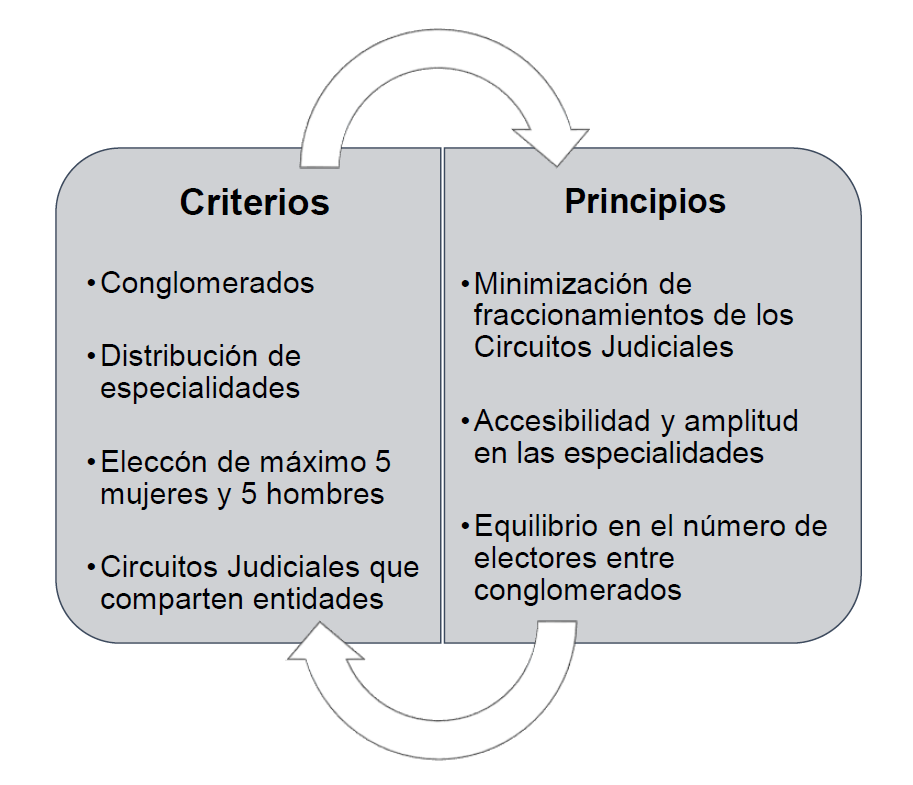 Criterios
• Conglomerados
• Distribución de
especialidades
• Eleccón de máximo 5
mujeres y 5 hombres
• Circuitos Judiciales que
comparten entidades
Principios
• Minimización de
fraccionamientos de los
Circuitos Judiciales
• Accesibilidad y amplitud
en las especialidades
• Equilibrio en el número de
electores entre
conglomerados